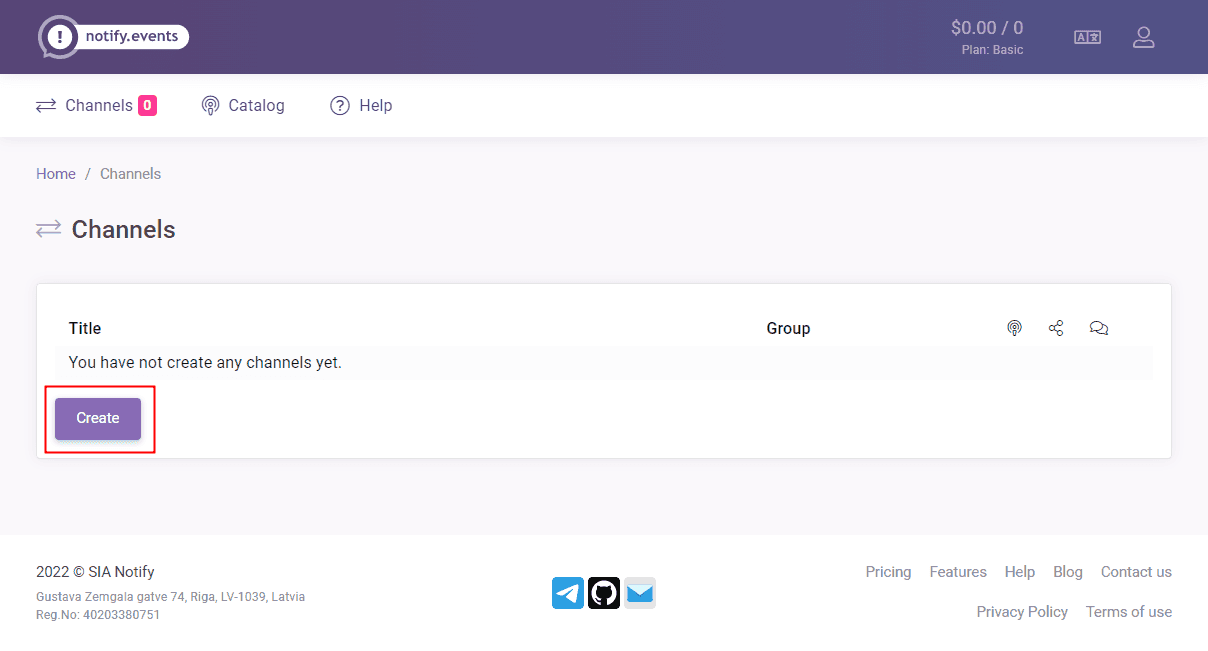 ! notify.events
$0.00 / 0
Plan: Basic
A
Channels 0
Catalog
? Help
Home / Channels
Channels
Title Group
You have not create any channels yet.
Create
2022 © SIA Notify
Gustava Zemgala gatve 74, Riga, LV-1039, Latvia
Reg.No: 40203380751
Pricing Features Help Blog Contact us
Privacy Policy Terms of use